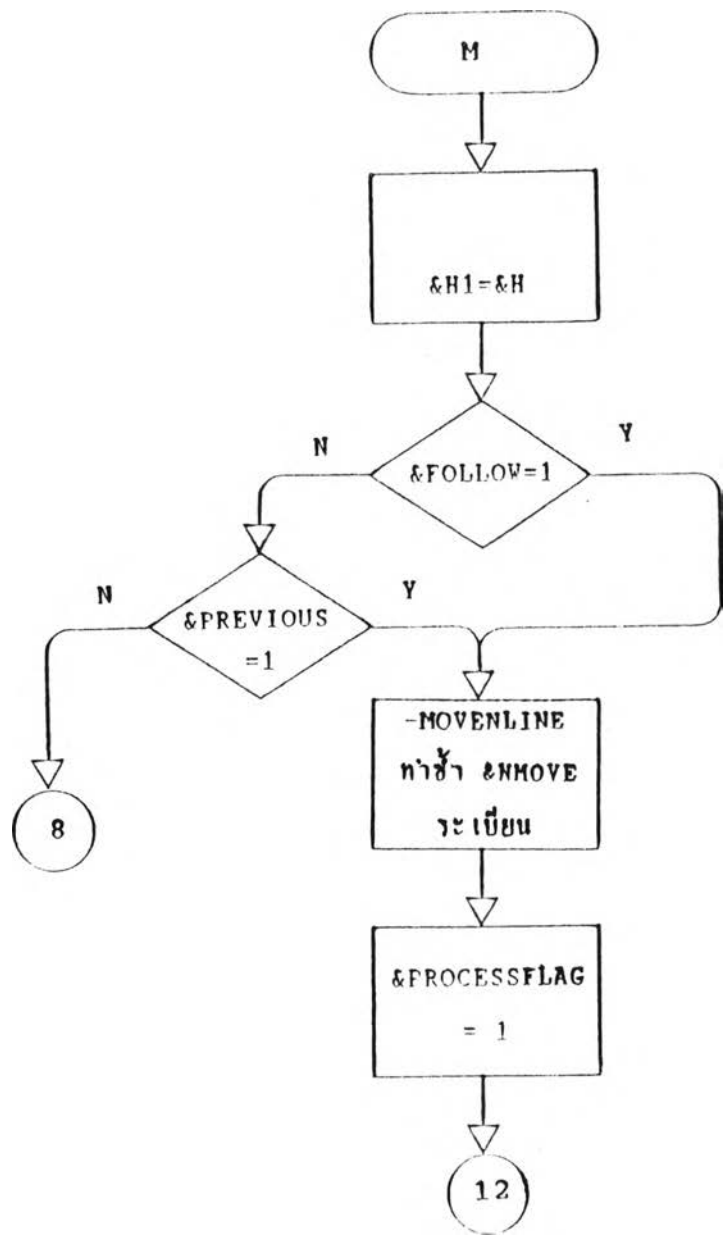 M
&H1=&H
N
Y
&FOLLOW=1
N
Y
&PREVIOUS
=1
-MOVENLINE
ทำซ้ำ &NMOVE
ระเบียน
8
&PROCESSFLAG
= 1
12